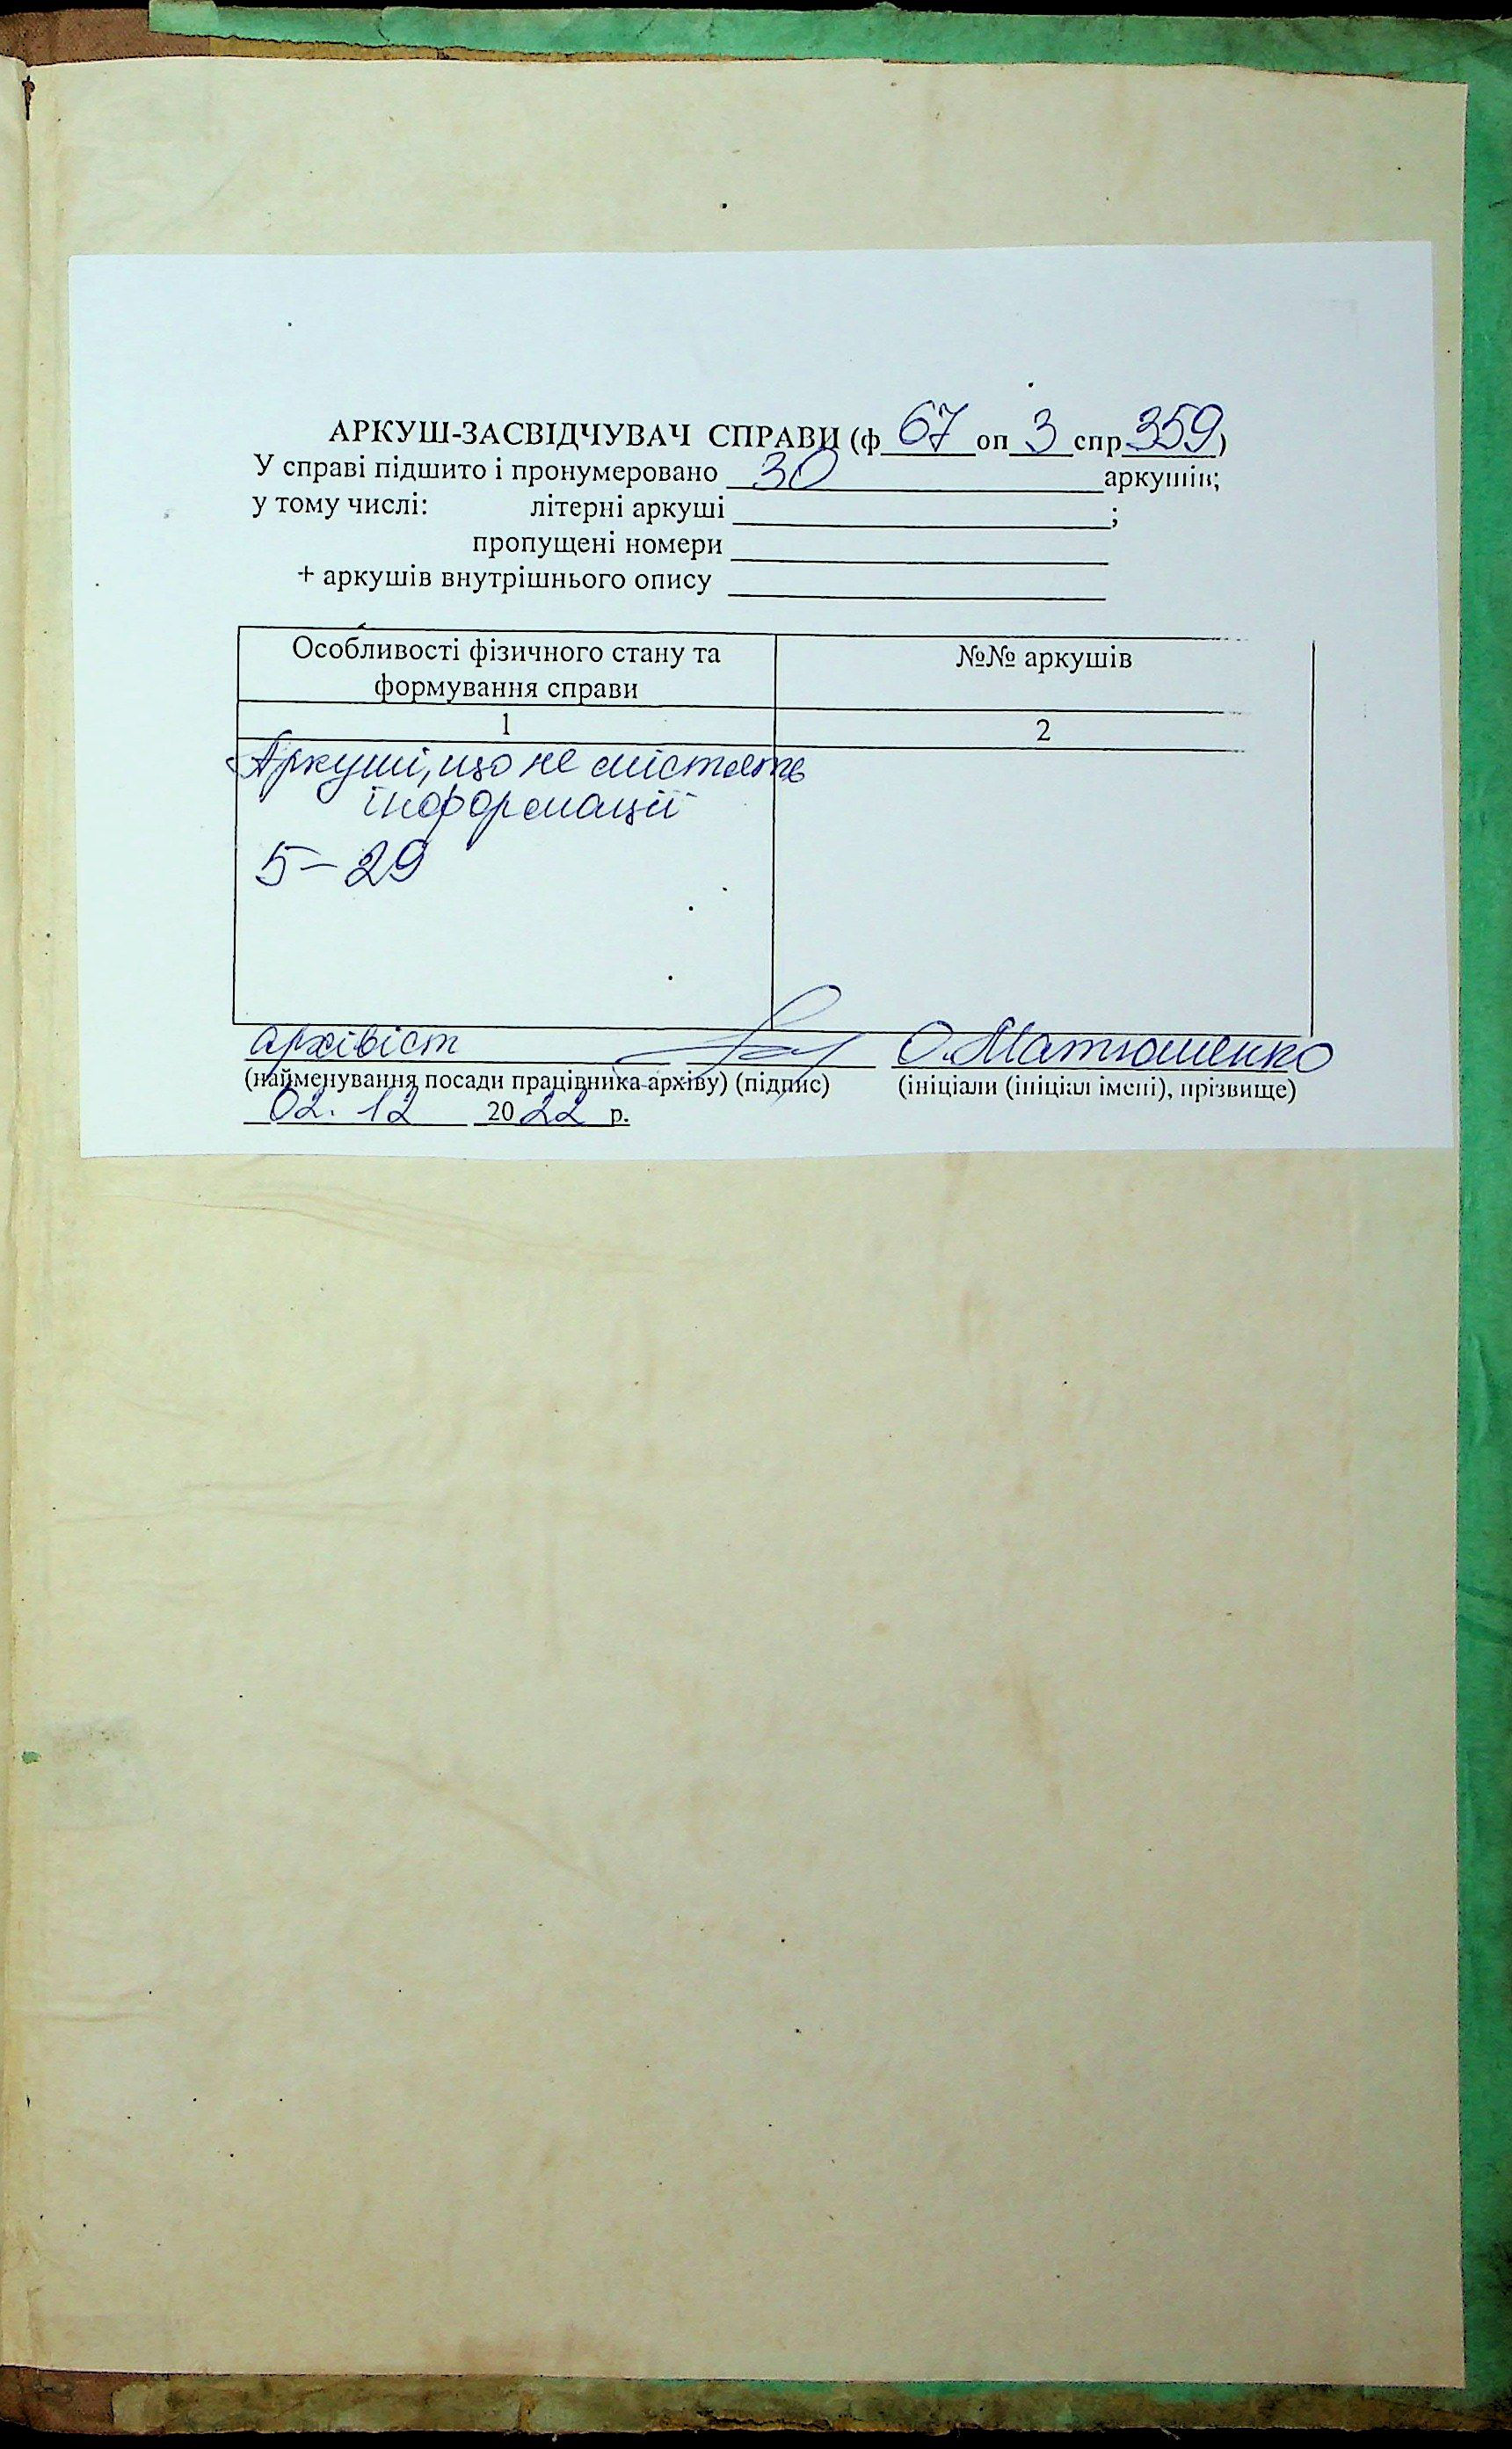 АРКУШ-ЗАСВІДЧУВАЧ СПРАВИ (ф 67 оп 3 спр 359)
У справі підшито і пронумеровано 30 аркушів;
у тому числі: літерні аркуші ;
пропущені номери
+ аркушів внутрішнього опису
Особливості фізичного стану та №№ аркушів
формування справи
1 2
Аркуші, що не містять
інформації
5-29
архівіст О. Матюшенко
(найменування посади працівника архіву) (підпис) (ініціали (ініціал імені), прізвище)
02. 12 2022 р.